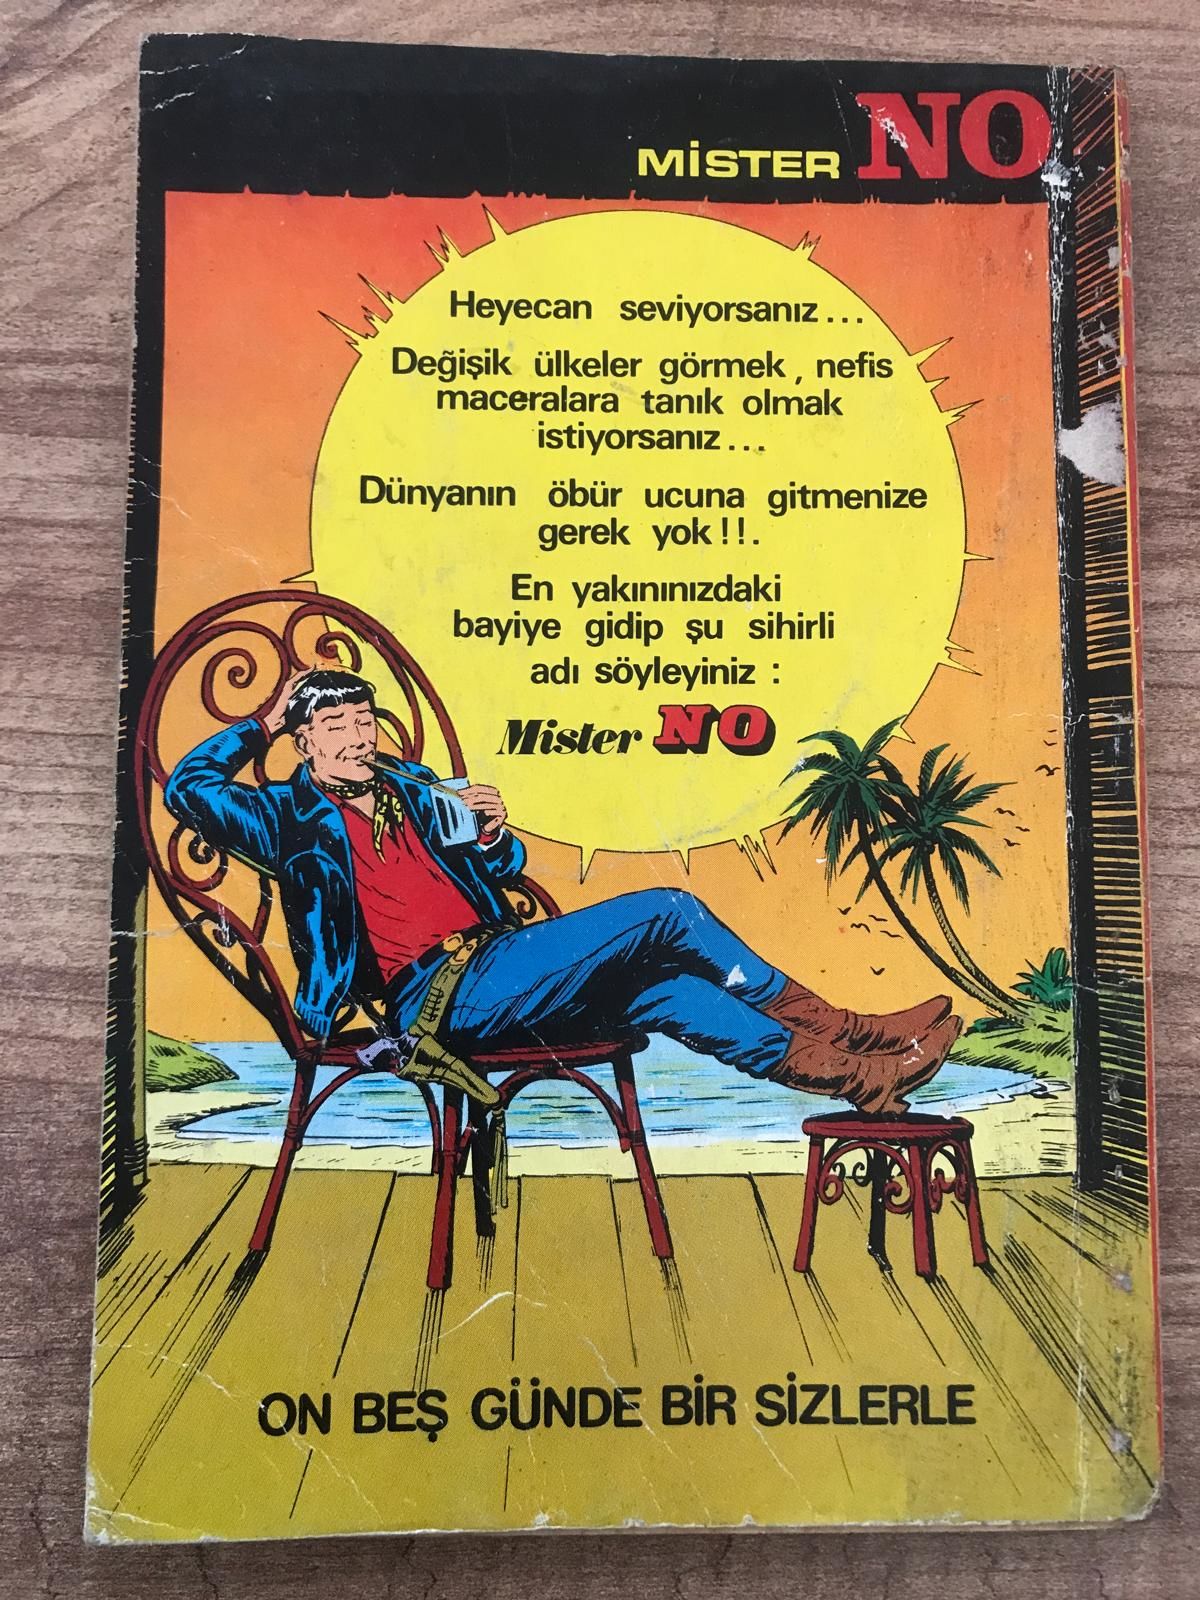 MİSTER NO
Heyecan seviyorsanız...
Değişik ülkeler görmek, nefis
maceralara tanık olmak
istiyorsanız...
Dünyanın öbür ucuna gitmenize
gerek yok!!.
En yakınınızdaki
bayiye gidip şu sihirli
adı söyleyiniz :
Mister NO
ON BEŞ GÜNDE BİR SİZLERLE